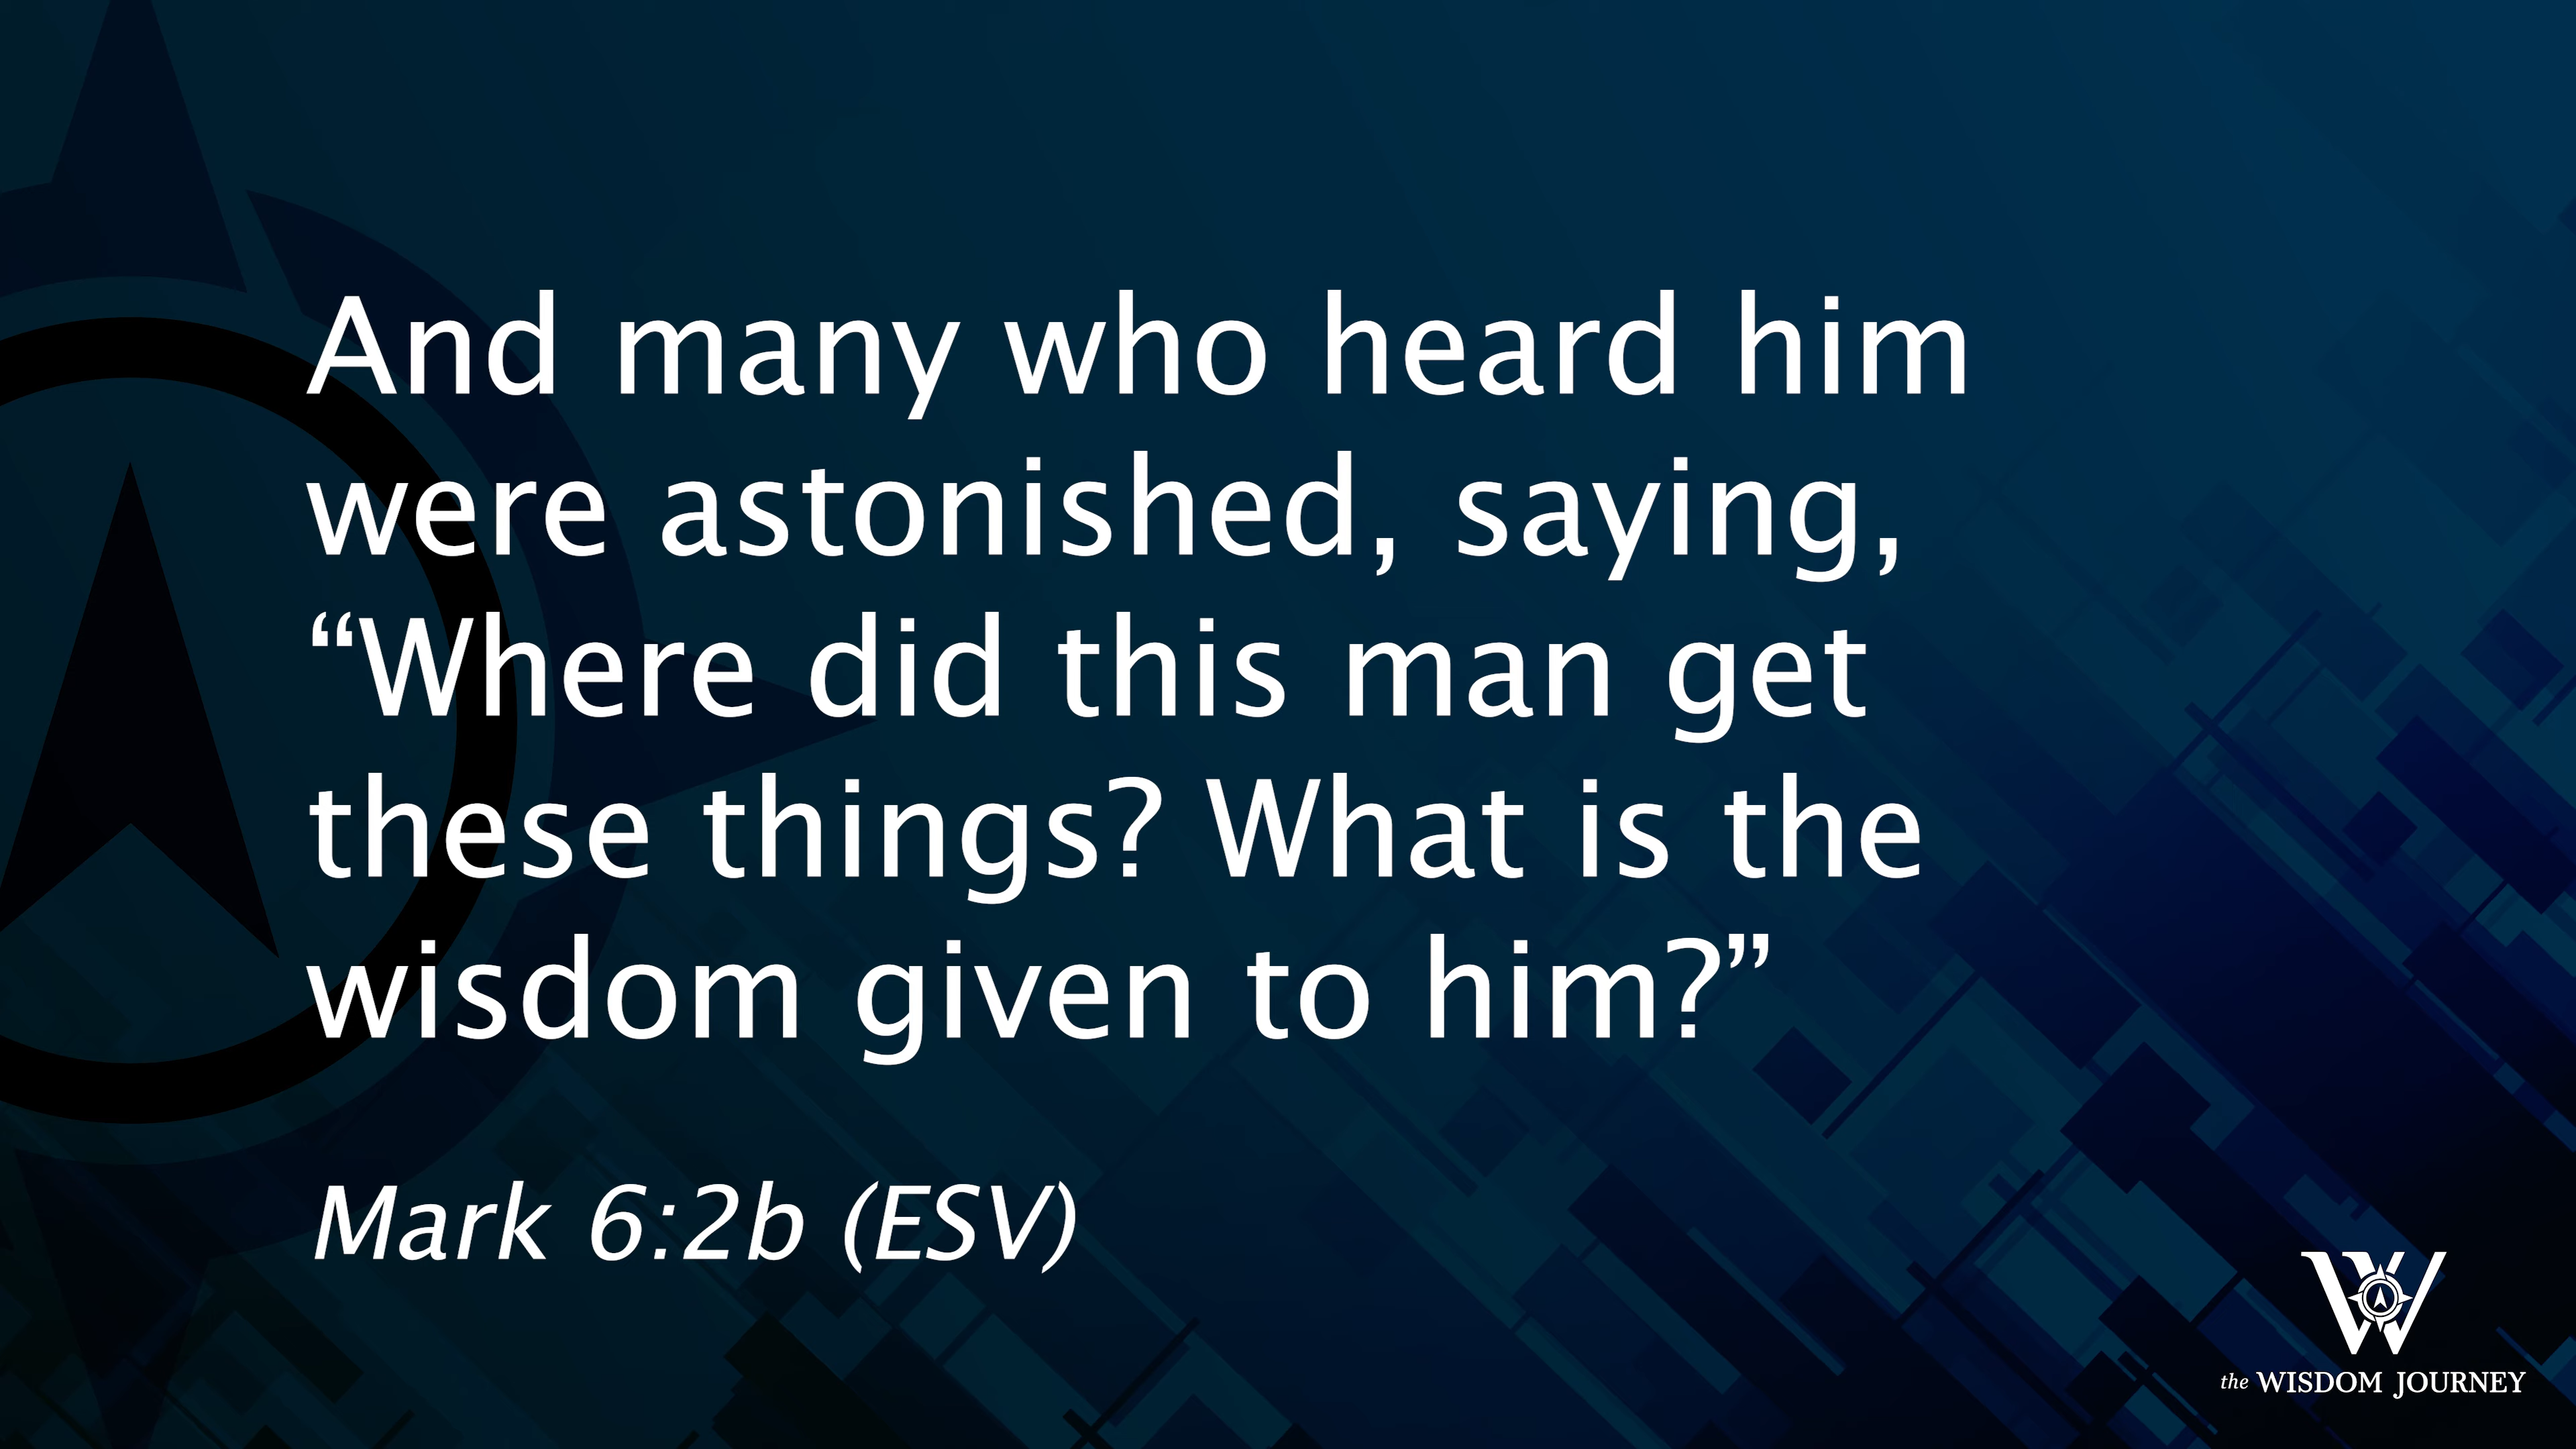 And many who heard him
were astonished, saying,
“Where did this man get
these things? What is the
wisdom given to him?”
Mark 6:2b (ESV)
W
the WISDOM JOURNEY